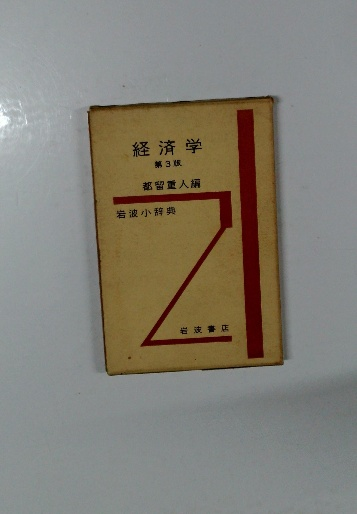 経済学
第3版
都留重人編
岩波小辞典
岩波書店